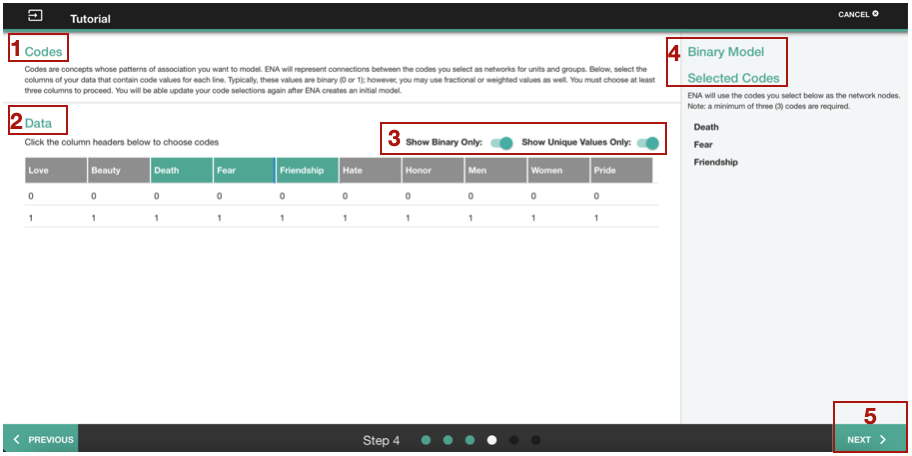 Tutorial
CANCEL
1
Codes
Codes are concepts whose patterns of association you want to model. ENA will represent connections between the codes you select as networks for units and groups. Below, select the
columns of your data that contain code values for each line. Typically, these values are binary (0 or 1); however, you may use fractional or weighted values as well. You must choose at least
three columns to proceed. You will be able update your code selections again after ENA creates an initial model.
2
Data
Click the column headers below to choose codes
3
Show Binary Only:
Show Unique Values Only:
Love Beauty Death Fear Friendship Hate Honor Men Women Pride
0 0 0 0 0 0 0 0 0 0
1 1 1 1 1 1 1 1 1 1
4
Binary Model
Selected Codes
ENA will use the codes you select below as the network nodes.
Note: a minimum of three (3) codes are required.
Death
Fear
Friendship
PREVIOUS
Step 4
5
NEXT